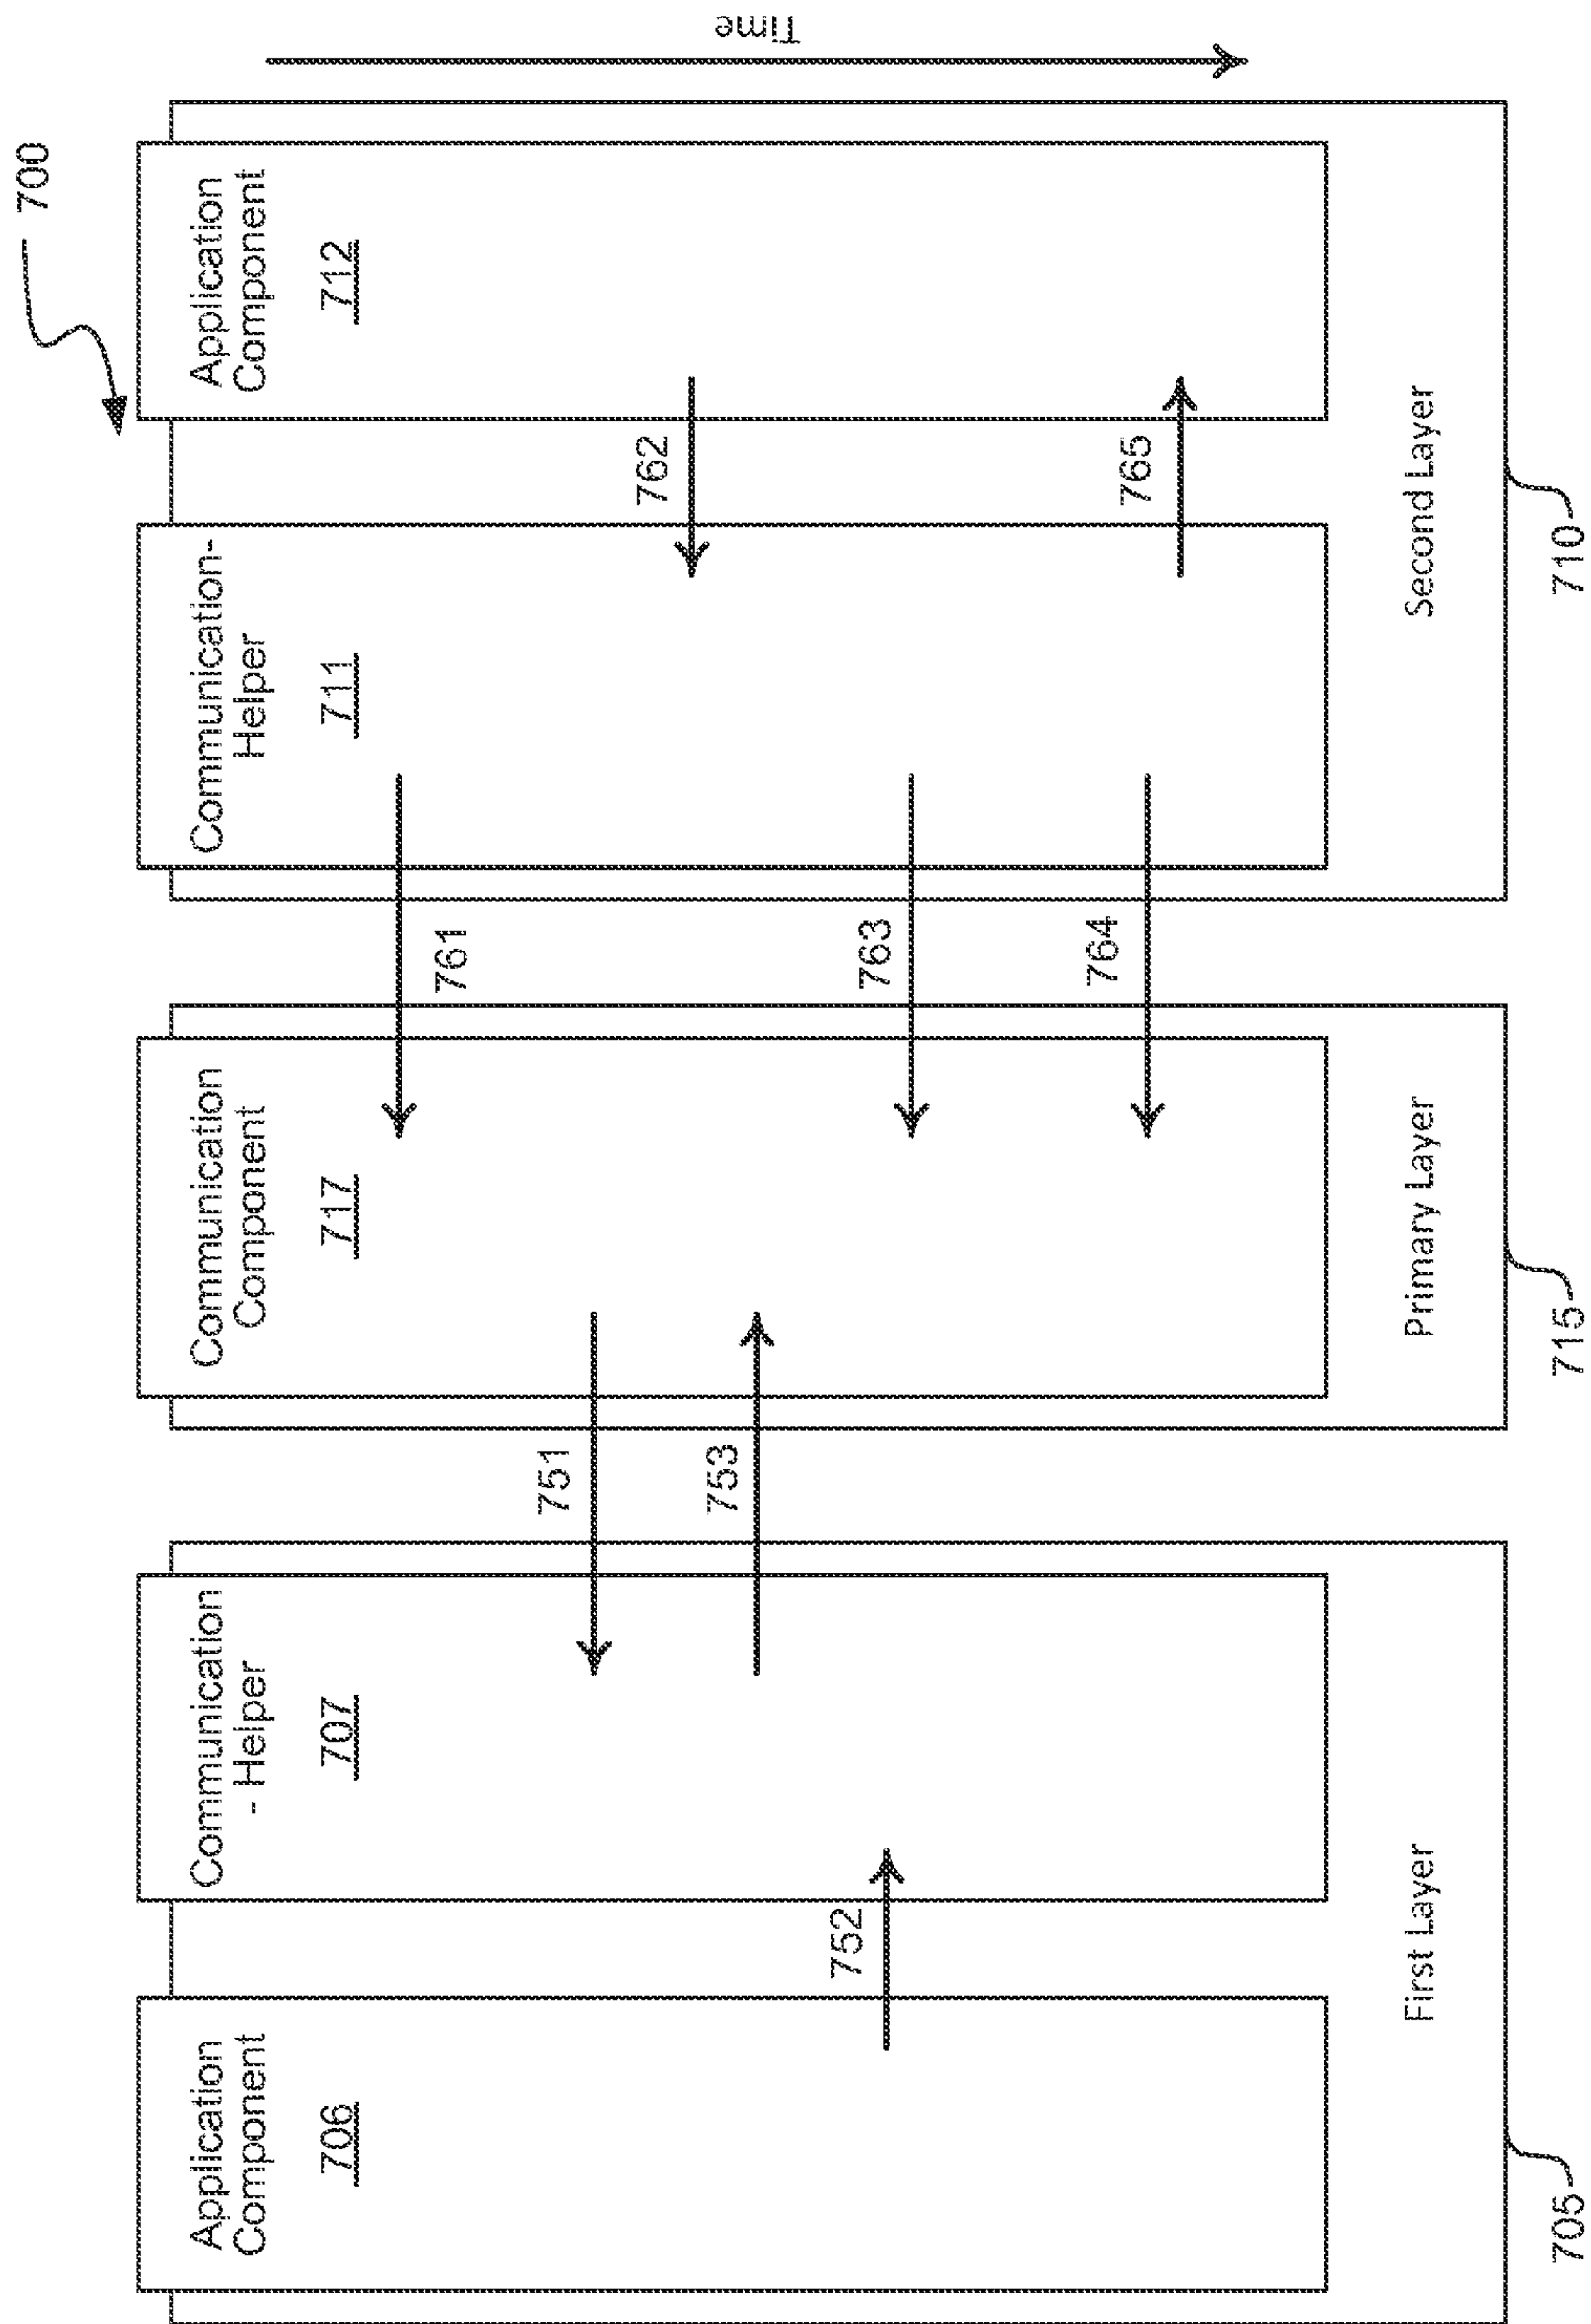 700
Time
Application
Component
706
Communication
- Helper
707
Communication
Component
717
Communication-
Helper
711
Application
Component
712
761
751
762
753
752
763
764
765
First Layer
Primary Layer
Second Layer
705
715
710